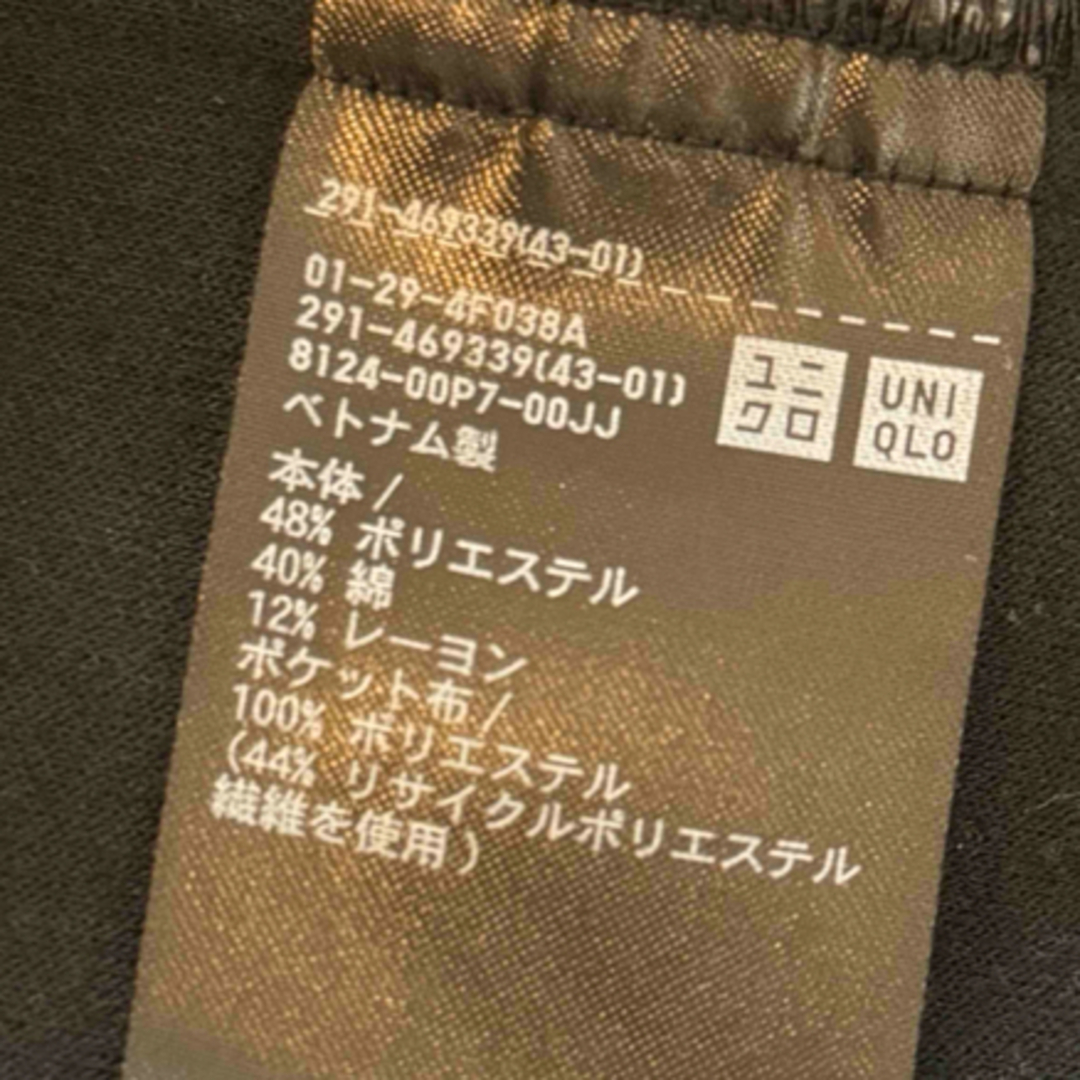 291-469339(43-01)
01-29-4F038A
291-469339(43-01)
8124-00P7-00JJ
ユニ
クロ
UNI
QLO
ベトナム製
本体 /
48% ポリエステル
40% 綿
12% レーヨン
ポケット布 /
100% ポリエステル
(44% リサイクルポリエステル
繊維を使用 )